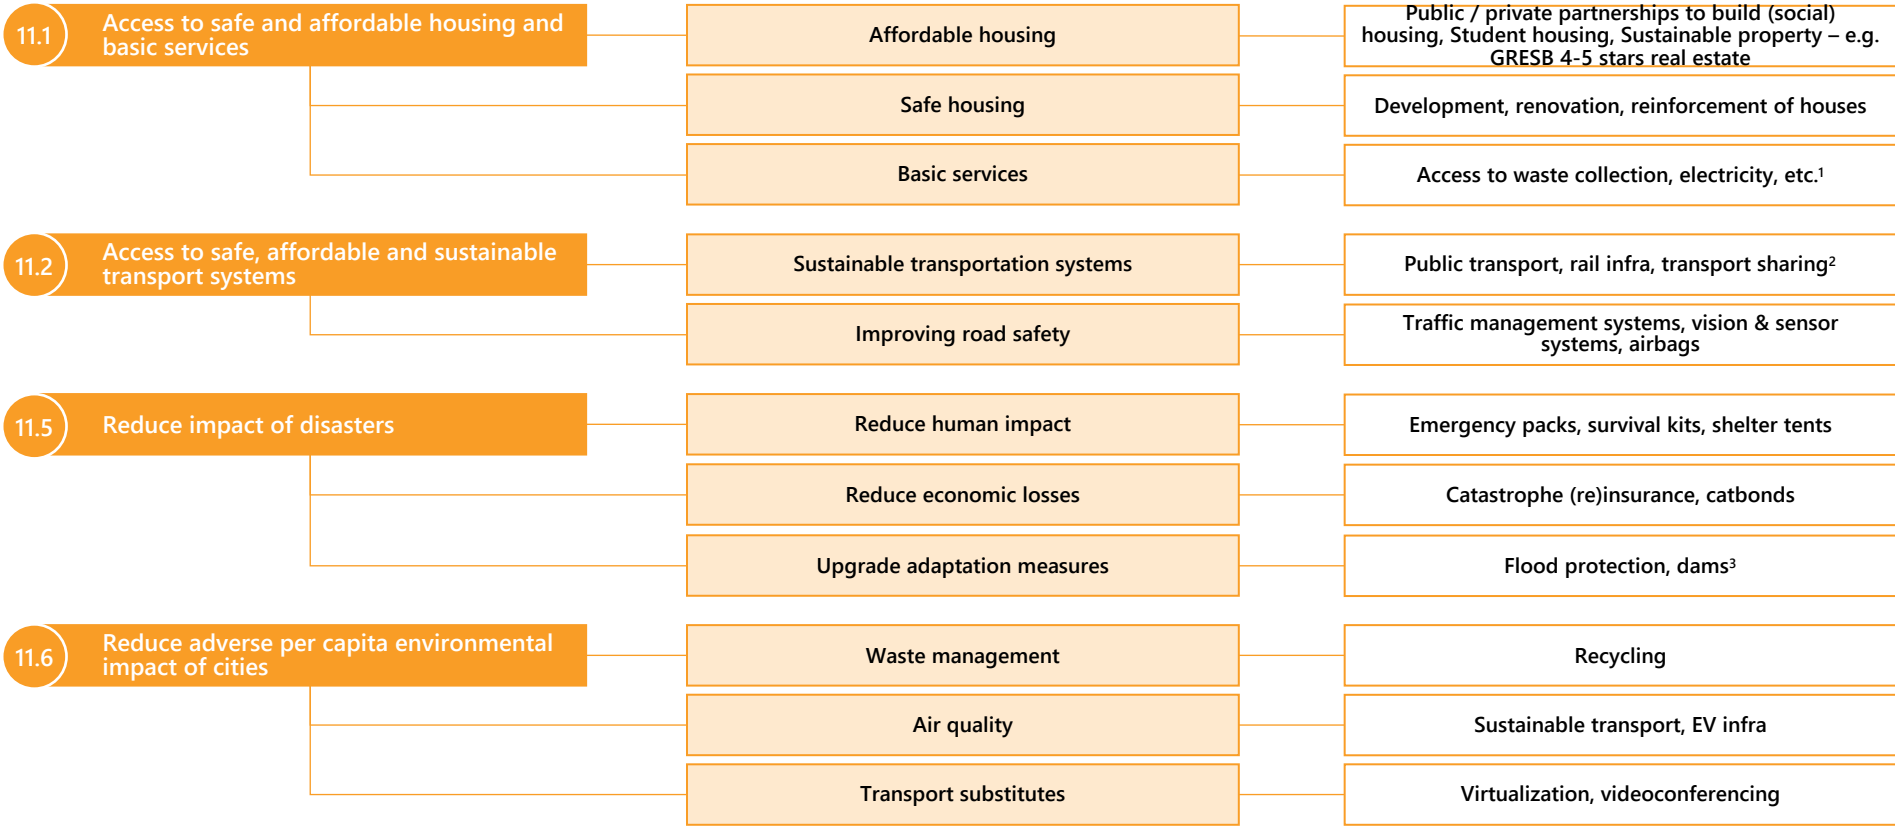 11.1
Access to safe and affordable housing and
basic services
Affordable housing
Public / private partnerships to build (social)
housing, Student housing, Sustainable property – e.g.
GRESB 4-5 stars real estate
Safe housing
Development, renovation, reinforcement of houses
Basic services
Access to waste collection, electricity, etc.¹
11.2
Access to safe, affordable and sustainable
transport systems
Sustainable transportation systems
Public transport, rail infra, transport sharing²
Improving road safety
Traffic management systems, vision & sensor
systems, airbags
11.5
Reduce impact of disasters
Reduce human impact
Emergency packs, survival kits, shelter tents
Reduce economic losses
Catastrophe (re)insurance, catbonds
Upgrade adaptation measures
Flood protection, dams³
11.6
Reduce adverse per capita environmental
impact of cities
Waste management
Recycling
Air quality
Sustainable transport, EV infra
Transport substitutes
Virtualization, videoconferencing